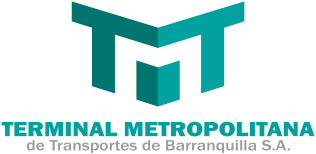 TERMINAL METROPOLITANA
de Transportes de Barranquilla S.A.